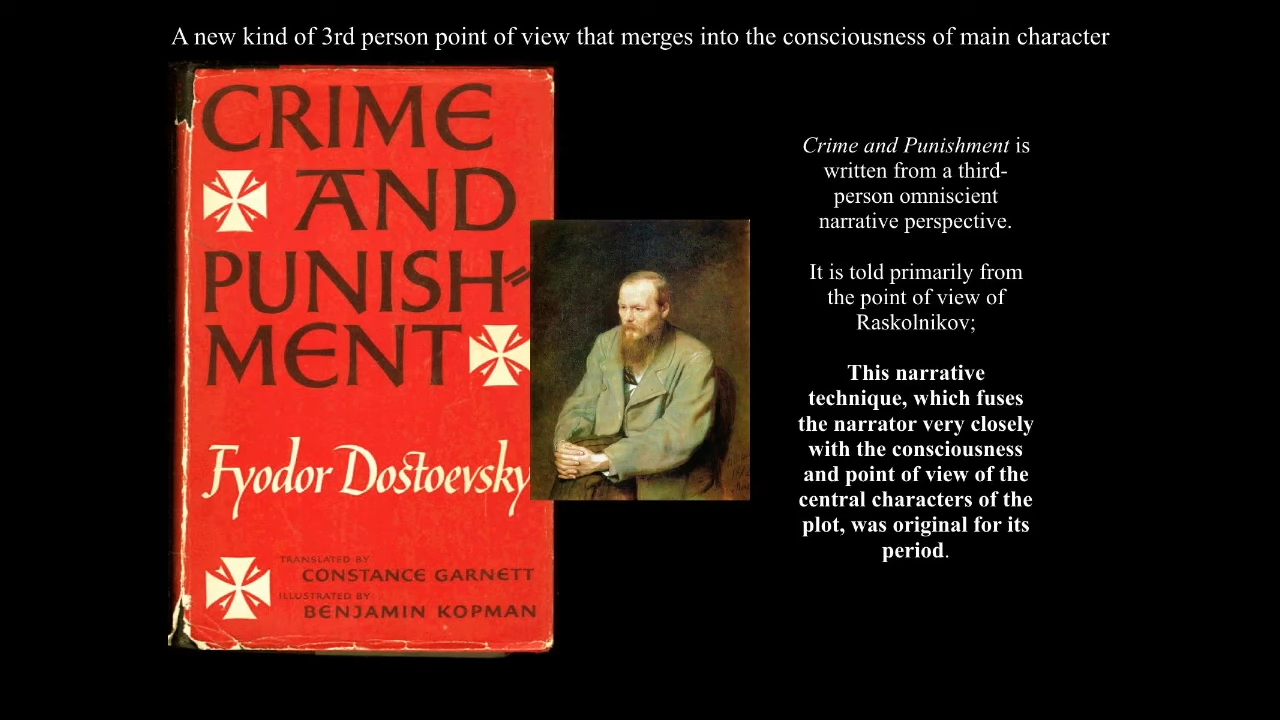 A new kind of 3rd person point of view that merges into the consciousness of main character
CRIME
AND
PUNISH-
MENT
Fyodor Dostoevsky
TRANSLATED BY
CONSTANCE GARNETT
ILLUSTRATED BY
BENJAMIN KOPMAN
Crime and Punishment is
written from a third-
person omniscient
narrative perspective.
It is told primarily from
the point of view of
Raskolnikov;
This narrative
technique, which fuses
the narrator very closely
with the consciousness
and point of view of the
central characters of the
plot, was original for its
period.